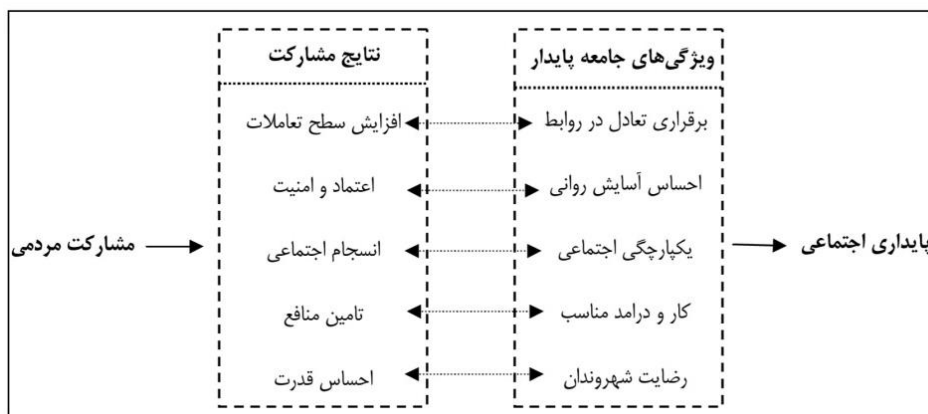 ویژگی‌های جامعه پایدار
نتایج مشارکت
برقراری تعادل در روابط
افزایش سطح تعاملات
احساس آسایش روانی
اعتماد و امنیت
پایداری اجتماعی
یکپارچگی اجتماعی
انسجام اجتماعی
مشارکت مردمی
کار و درامد مناسب
تامین منافع
رضایت شهروندان
احساس قدرت